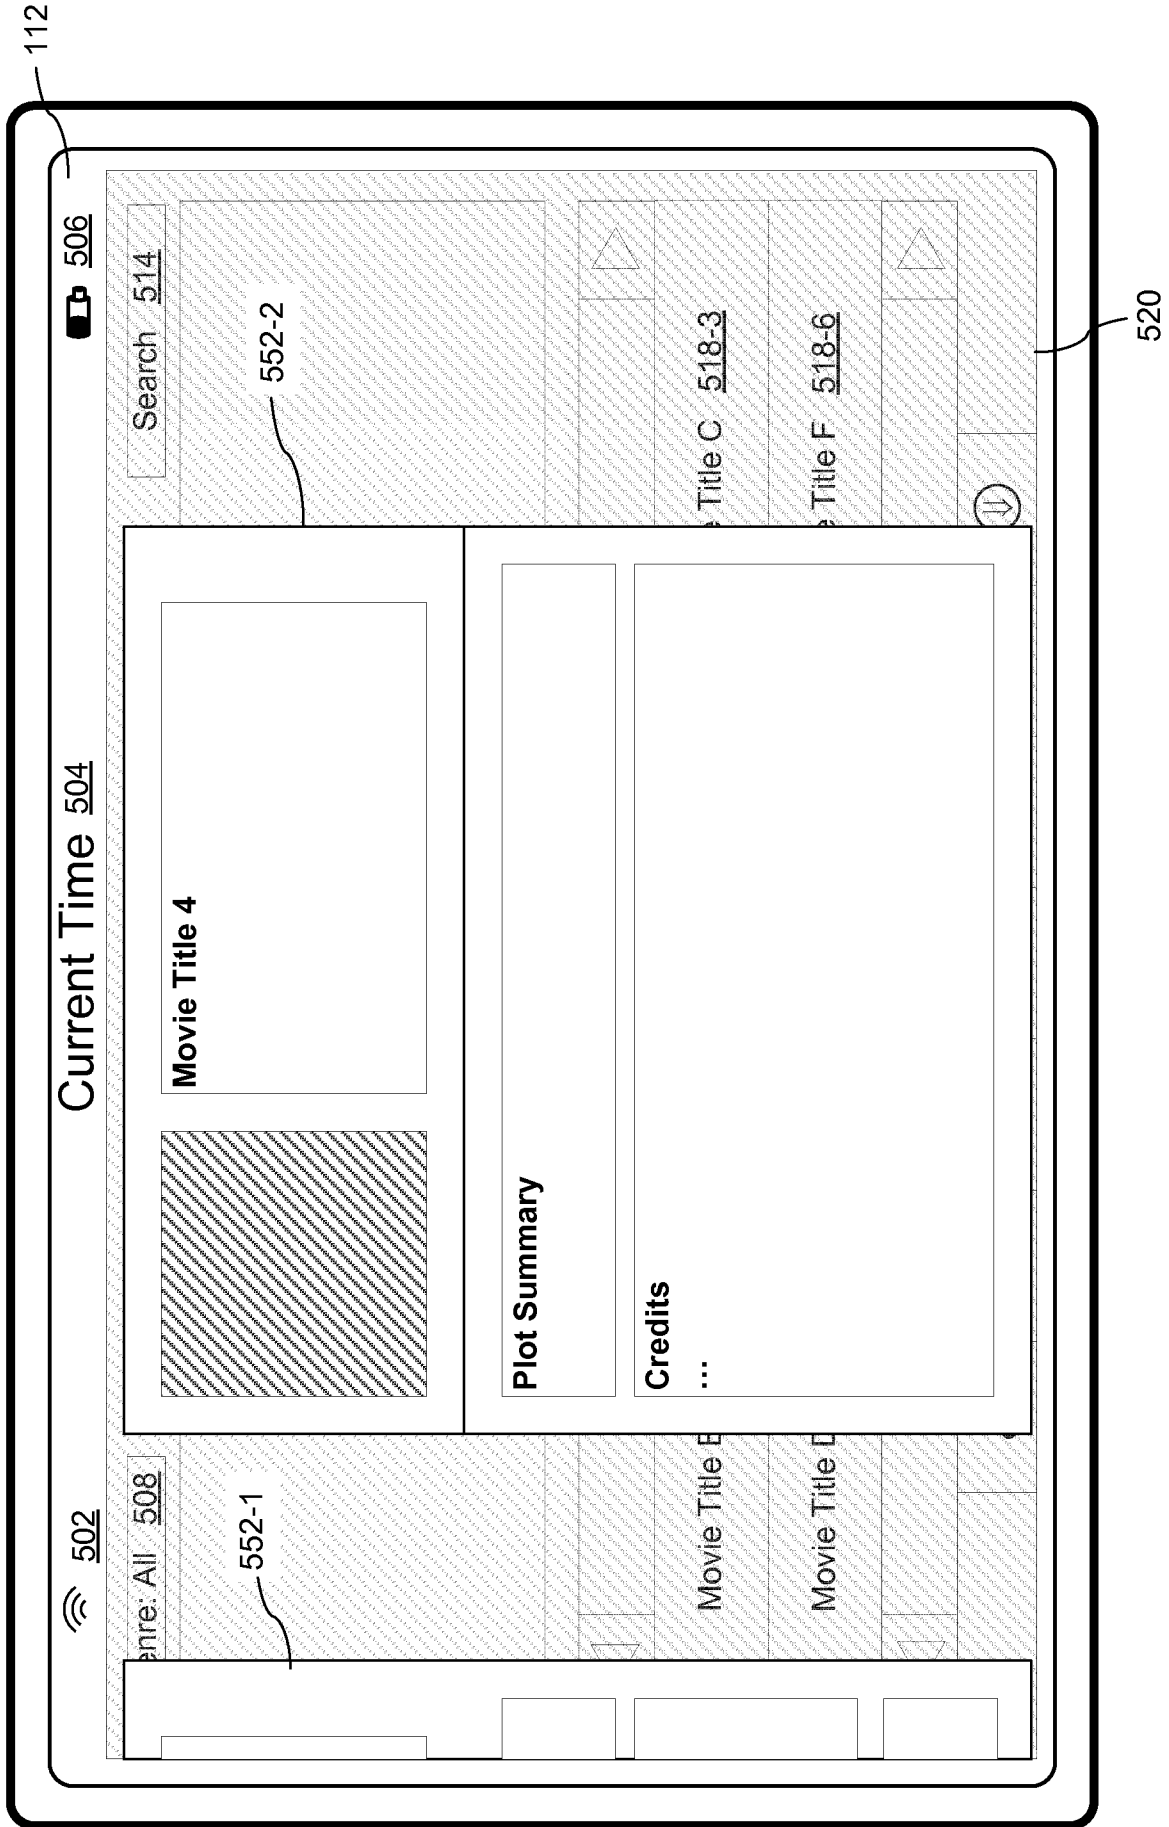 112
502
Current Time 504
506
enre: All 508
Search 514
552-1
552-2
Movie Title 4
Plot Summary
Credits
...
Movie Title B
e Title C 518-3
Movie Title D
e Title F 518-6
520